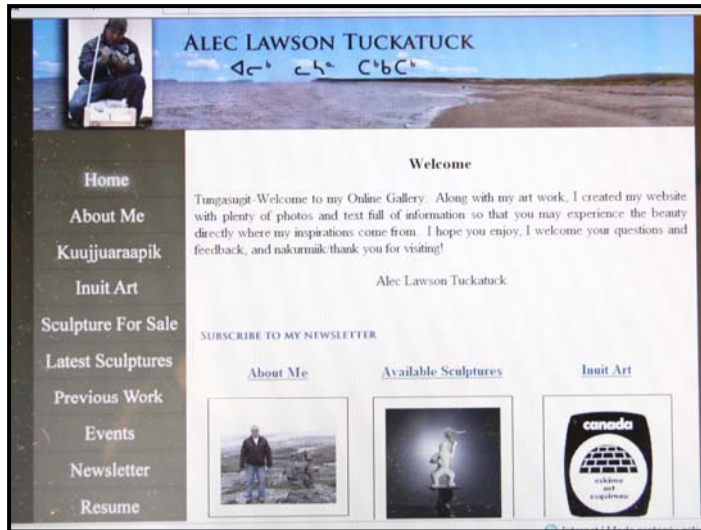 ALEC LAWSON TUCKATUCK
ᐊᓕᒃ ᓚᓴᓐ ᑕᒃᑲᑕᒃ
Home
About Me
Kuujjuaraapik
Inuit Art
Sculpture For Sale
Latest Sculptures
Previous Work
Events
Newsletter
Resume
Welcome
Tungasugit-Welcome to my Online Gallery. Along with my art work, I created my website
with plenty of photos and text full of information so that you may experience the beauty
directly where my inspirations come from. I hope you enjoy, I welcome your questions and
feedback, and nakurmiik/thank you for visiting!
Alec Lawson Tuckatuck
SUBSCRIBE TO MY NEWSLETTER
About Me
Available Sculptures
Inuit Art
canada
eskimo
art
esquimau